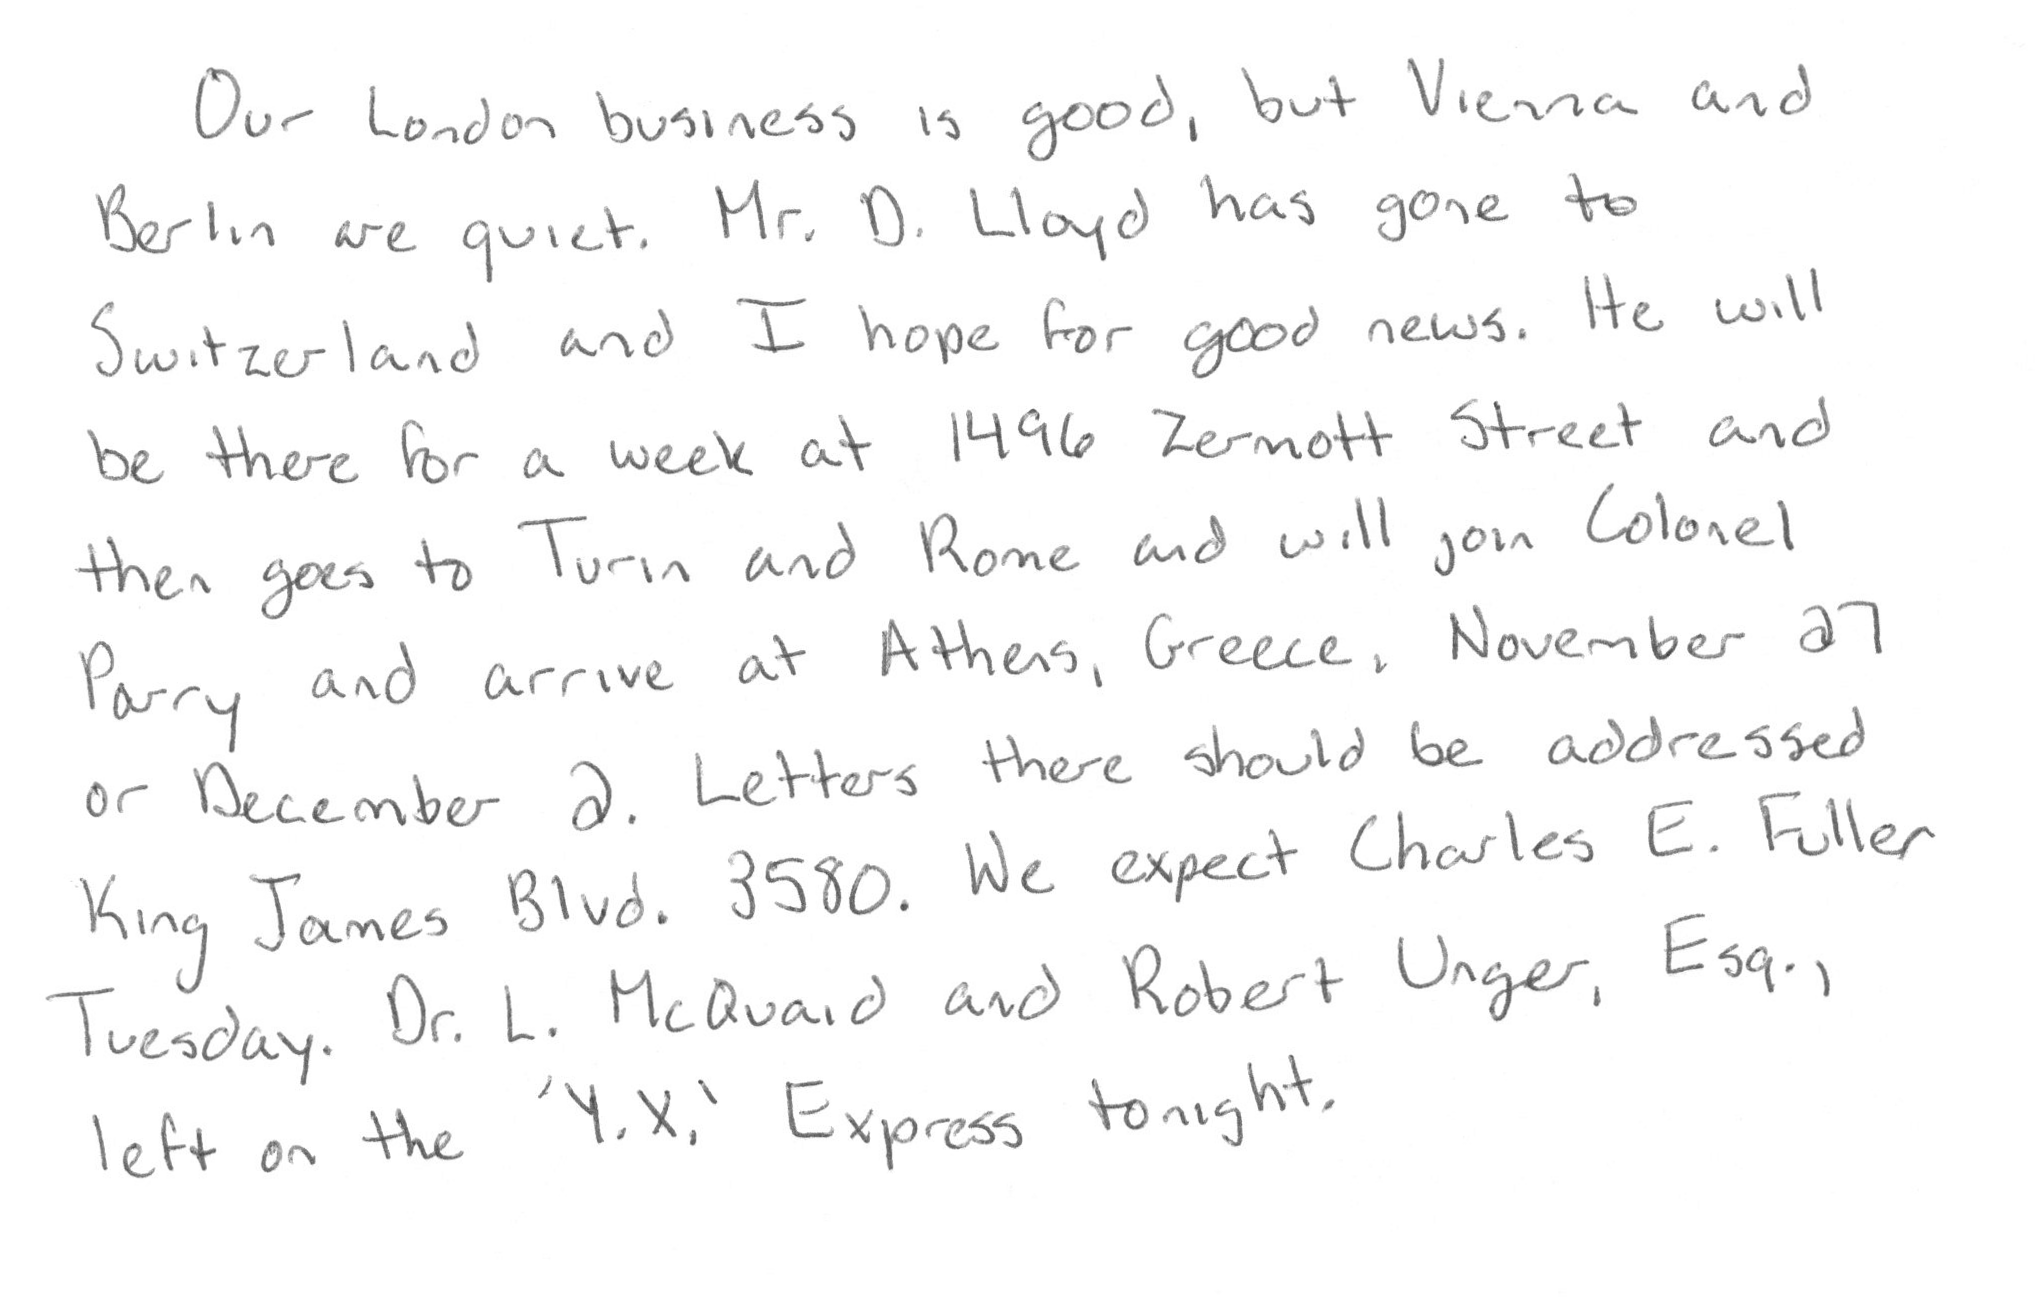 Our London business is good, but Vienna and
Berlin are quiet. Mr. D. Lloyd has gone to
Switzerland and I hope for good news. He will
be there for a week at 1496 Zermott Street and
then goes to Turin and Rome and will join Colonel
Parry and arrive at Athens, Greece, November 27
or December 2. Letters there should be addressed
King James Blvd. 3580. We expect Charles E. Fuller
Tuesday. Dr. L. McQuaid and Robert Unger, Esq.,
left on the 'Y.X.' Express tonight.